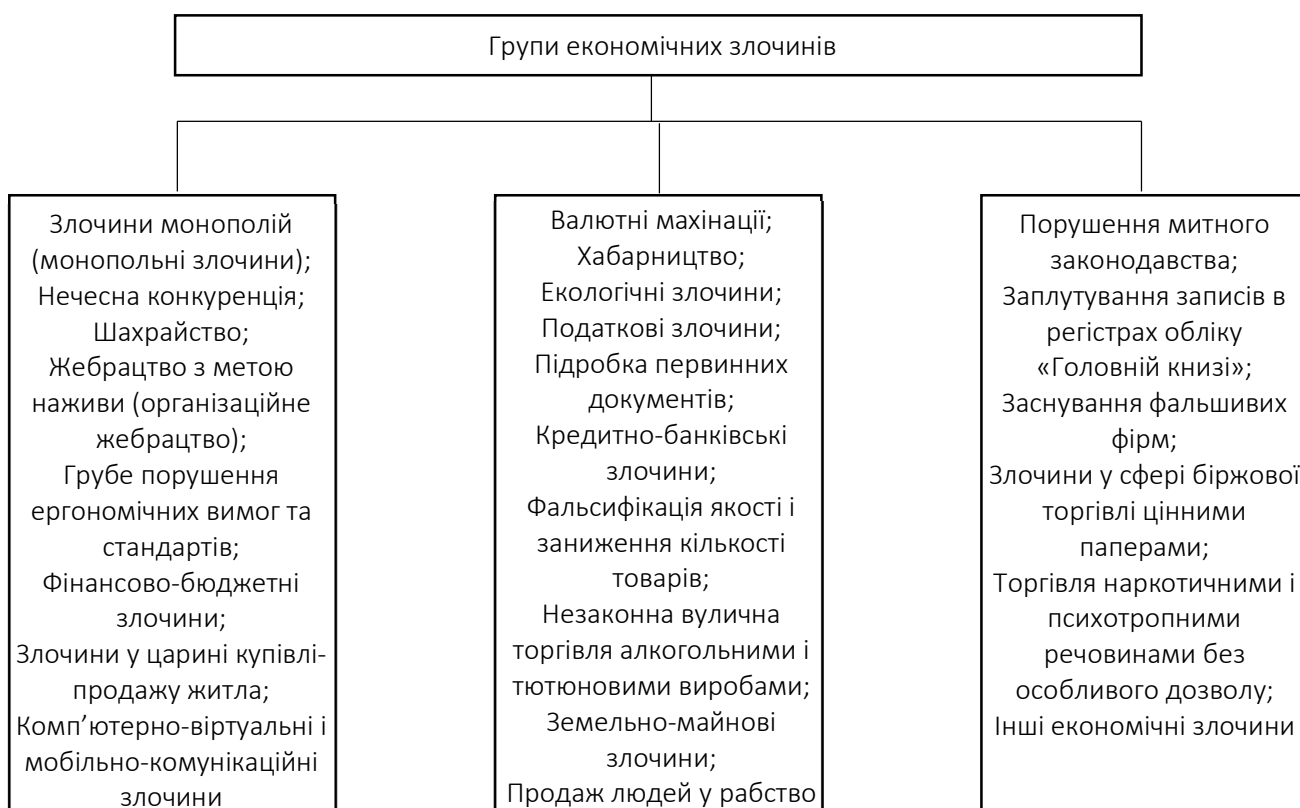 Групи економічних злочинів
Злочини монополій
(монопольні злочини);
Нечесна конкуренція;
Шахрайство;
Жебрацтво з метою
наживи (організаційне
жебрацтво);
Грубе порушення
ергономічних вимог та
стандартів;
Фінансово-бюджетні
злочини;
Злочини у царині купівлі-
продажу житла;
Комп’ютерно-віртуальні і
мобільно-комунікаційні
злочини
Валютні махінації;
Хабарництво;
Екологічні злочини;
Податкові злочини;
Підробка первинних
документів;
Кредитно-банківські
злочини;
Фальсифікація якості і
заниження кількості
товарів;
Незаконна вулична
торгівля алкогольними і
тютюновими виробами;
Земельно-майнові
злочини;
Продаж людей у рабство
Порушення митного
законодавства;
Заплутування записів в
регістрах обліку
«Головній книзі»;
Заснування фальшивих
фірм;
Злочини у сфері біржової
торгівлі цінними
паперами;
Торгівля наркотичними і
психотропними
речовинами без
особливого дозволу;
Інші економічні злочини